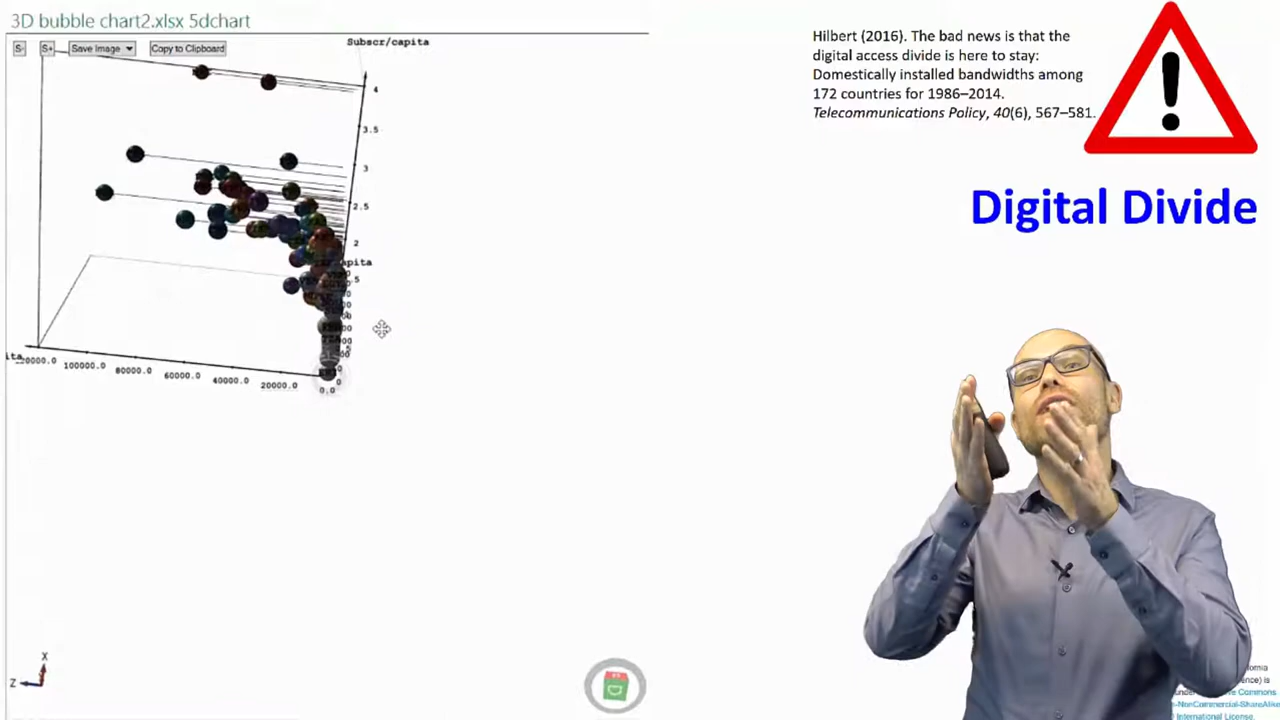 3D bubble chart2.xlsx 5dchart
S-
S+
Save Image
Copy to Clipboard
Subscr/capita
4
3.5
3
2.5
2
100000.0
80000.0
60000.0
40000.0
20000.0
0.0
X
Z
Hilbert (2016). The bad news is that the
digital access divide is here to stay:
Domestically installed bandwidths among
172 countries for 1986–2014.
Telecommunications Policy, 40(6), 567–581.
Digital Divide
International License.